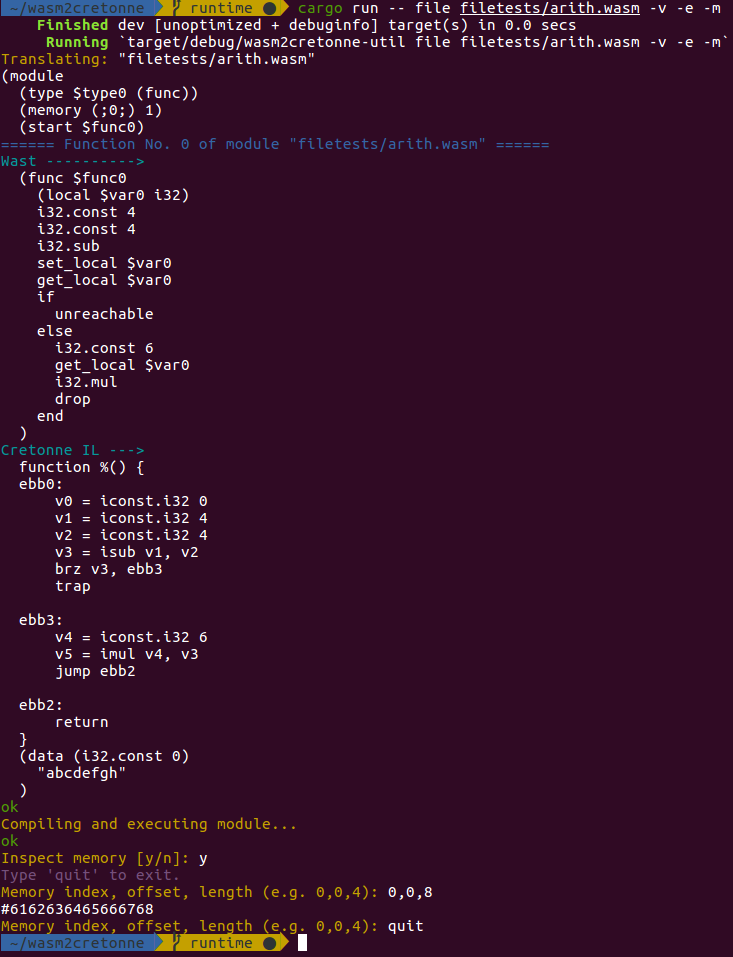 ~/wasm2cretonne runtime ● cargo run -- file filetests/arith.wasm -v -e -m
    Finished dev [unoptimized + debuginfo] target(s) in 0.0 secs
     Running `target/debug/wasm2cretonne-util file filetests/arith.wasm -v -e -m`
Translating: "filetests/arith.wasm"
(module
  (type $type0 (func))
  (memory (;0;) 1)
  (start $func0)
====== Function No. 0 of module "filetests/arith.wasm" ======
Wast ---------->
  (func $func0
    (local $var0 i32)
    i32.const 4
    i32.const 4
    i32.sub
    set_local $var0
    get_local $var0
    if
      unreachable
    else
      i32.const 6
      get_local $var0
      i32.mul
      drop
    end
  )
Cretonne IL --->
  function %() {
  ebb0:
      v0 = iconst.i32 0
      v1 = iconst.i32 4
      v2 = iconst.i32 4
      v3 = isub v1, v2
      brz v3, ebb3
      trap
  ebb3:
      v4 = iconst.i32 6
      v5 = imul v4, v3
      jump ebb2
  ebb2:
      return
  }
  (data (i32.const 0)
    "abcdefgh"
  )
ok
Compiling and executing module...
ok
Inspect memory [y/n]: y
Type 'quit' to exit.
Memory index, offset, length (e.g. 0,0,4): 0,0,8
#6162636465666768
Memory index, offset, length (e.g. 0,0,4): quit
~/wasm2cretonne runtime ●